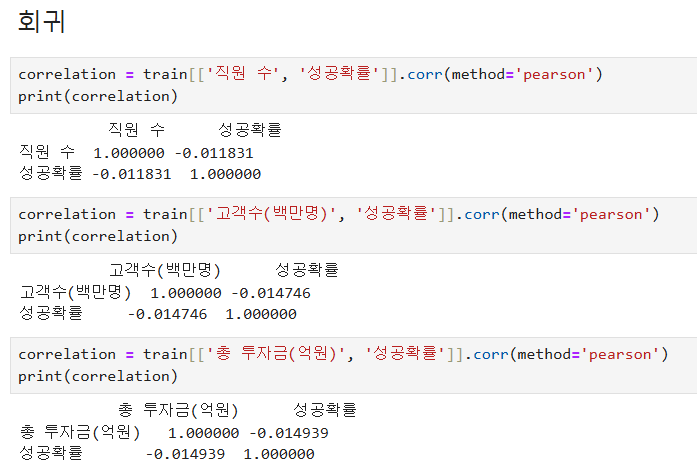 회귀
correlation = train[['직원 수', '성공확률']].corr(method='pearson')
print(correlation)
직원 수 성공확률
직원 수 1.000000 -0.011831
성공확률 -0.011831 1.000000
correlation = train[['고객수(백만명)', '성공확률']].corr(method='pearson')
print(correlation)
고객수(백만명) 성공확률
고객수(백만명) 1.000000 -0.014746
성공확률 -0.014746 1.000000
correlation = train[['총 투자금(억원)', '성공확률']].corr(method='pearson')
print(correlation)
총 투자금(억원) 성공확률
총 투자금(억원) 1.000000 -0.014939
성공확률 -0.014939 1.000000